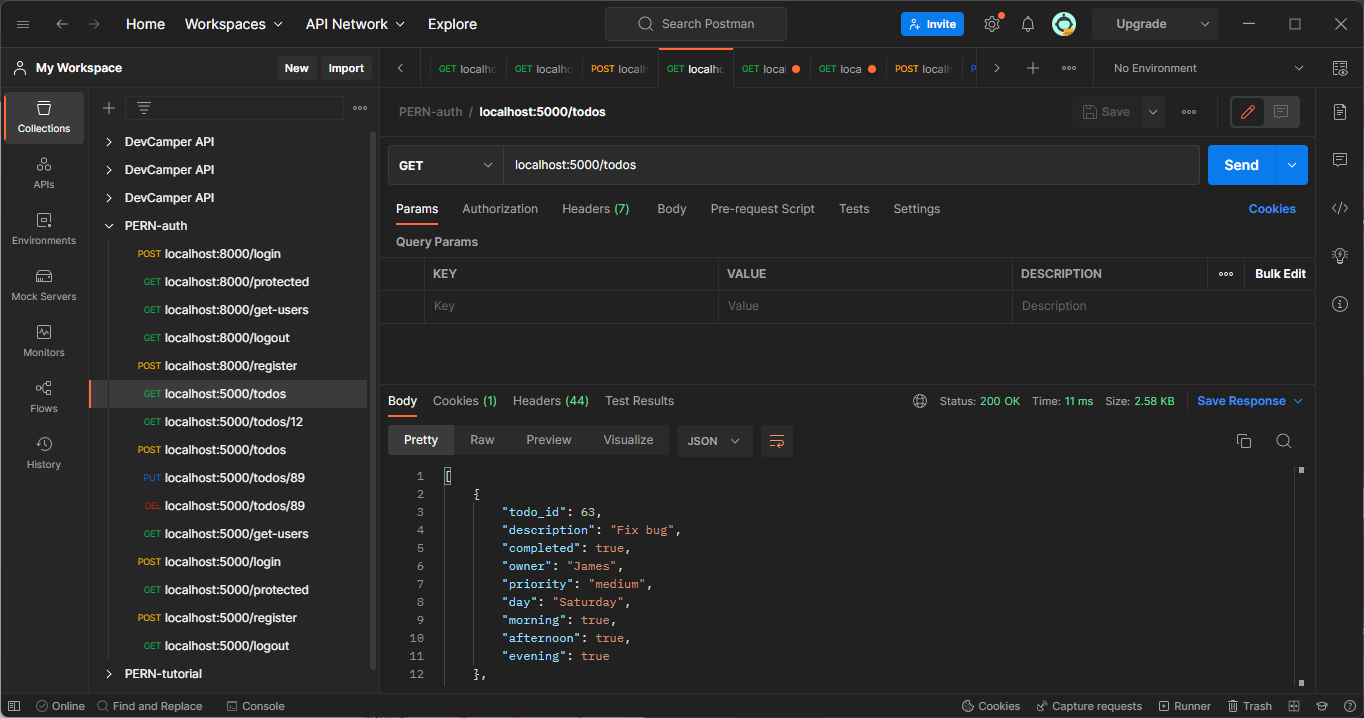 Home Workspaces API Network Explore Search Postman Invite Upgrade
My Workspace New Import GET localho GET localho POST localh GET localho GET local GET loca POST localh P No Environment
Collections
APIs
Environments
Mock Servers
Monitors
Flows
History
DevCamper API
DevCamper API
DevCamper API
PERN-auth
POST localhost:8000/login
GET localhost:8000/protected
GET localhost:8000/get-users
GET localhost:8000/logout
POST localhost:8000/register
GET localhost:5000/todos
GET localhost:5000/todos/12
POST localhost:5000/todos
PUT localhost:5000/todos/89
DEL localhost:5000/todos/89
GET localhost:5000/get-users
POST localhost:5000/login
GET localhost:5000/protected
POST localhost:5000/register
GET localhost:5000/logout
PERN-tutorial
PERN-auth / localhost:5000/todos Save
GET localhost:5000/todos Send
Params Authorization Headers (7) Body Pre-request Script Tests Settings Cookies
Query Params
KEY VALUE DESCRIPTION Bulk Edit
Key Value Description
Body Cookies (1) Headers (44) Test Results Status: 200 OK Time: 11 ms Size: 2.58 KB Save Response
Pretty Raw Preview Visualize JSON
1 [
2 {
3 "todo_id": 63,
4 "description": "Fix bug",
5 "completed": true,
6 "owner": "James",
7 "priority": "medium",
8 "day": "Saturday",
9 "morning": true,
10 "afternoon": true,
11 "evening": true
12 },
Online Find and Replace Console Cookies Capture requests Runner Trash